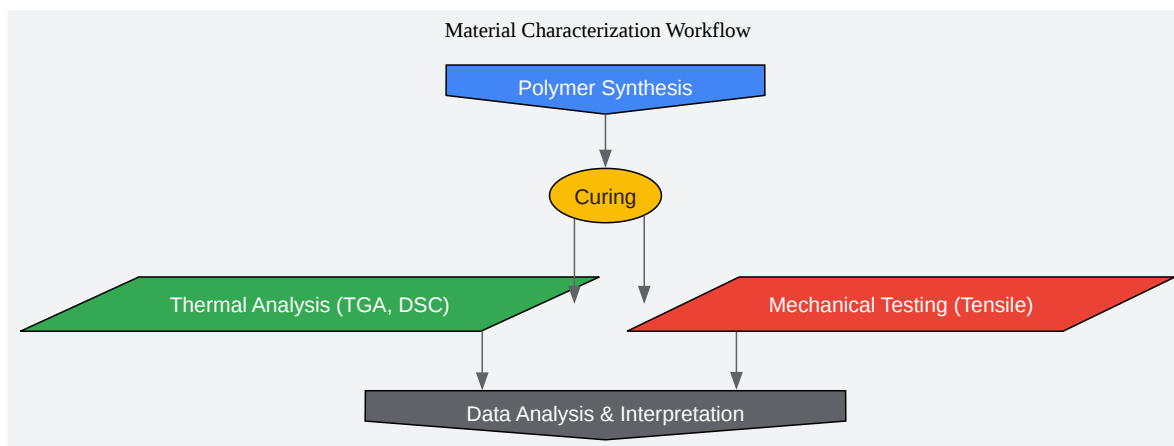 Material Characterization Workflow
Polymer Synthesis
Curing
Thermal Analysis (TGA, DSC)
Mechanical Testing (Tensile)
Data Analysis & Interpretation